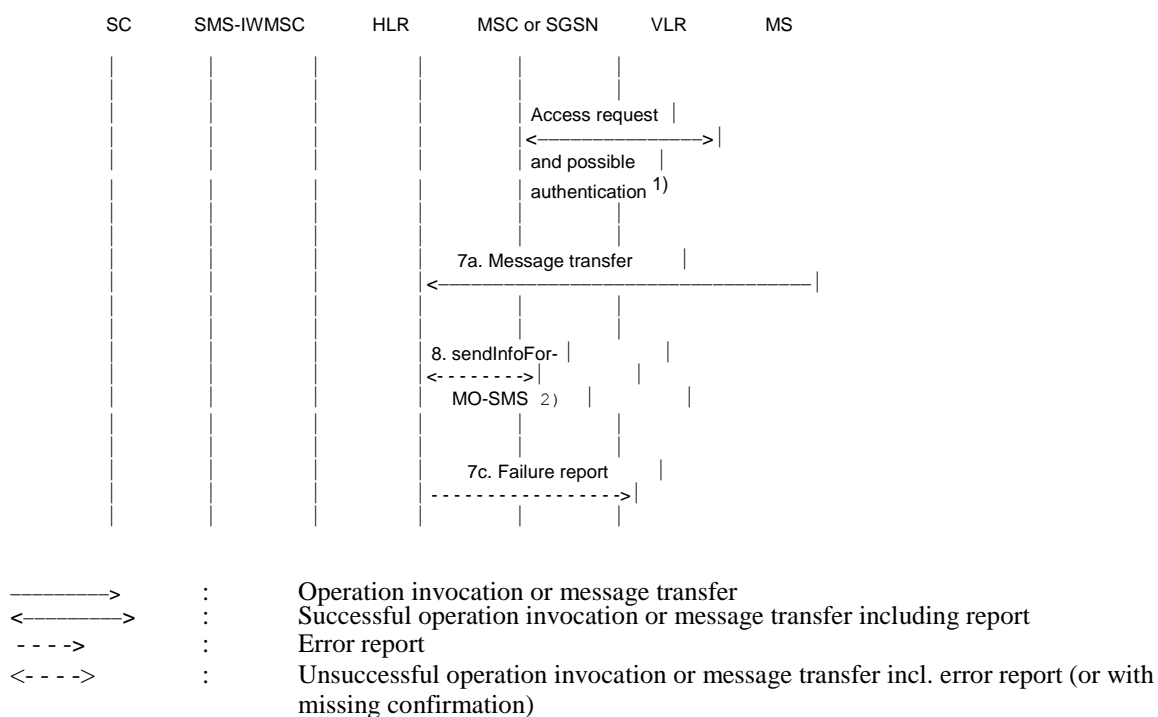 SC SMS-IWMSC HLR MSC or SGSN VLR MS
Access request
and possible
authentication 1)
7a. Message transfer
8. sendInfoFor-
MO-SMS 2)
7c. Failure report
————————> : Operation invocation or message transfer
<————————> : Successful operation invocation or message transfer including report
- - - -> : Error report
<- - - -> : Unsuccessful operation invocation or message transfer incl. error report (or with
missing confirmation)